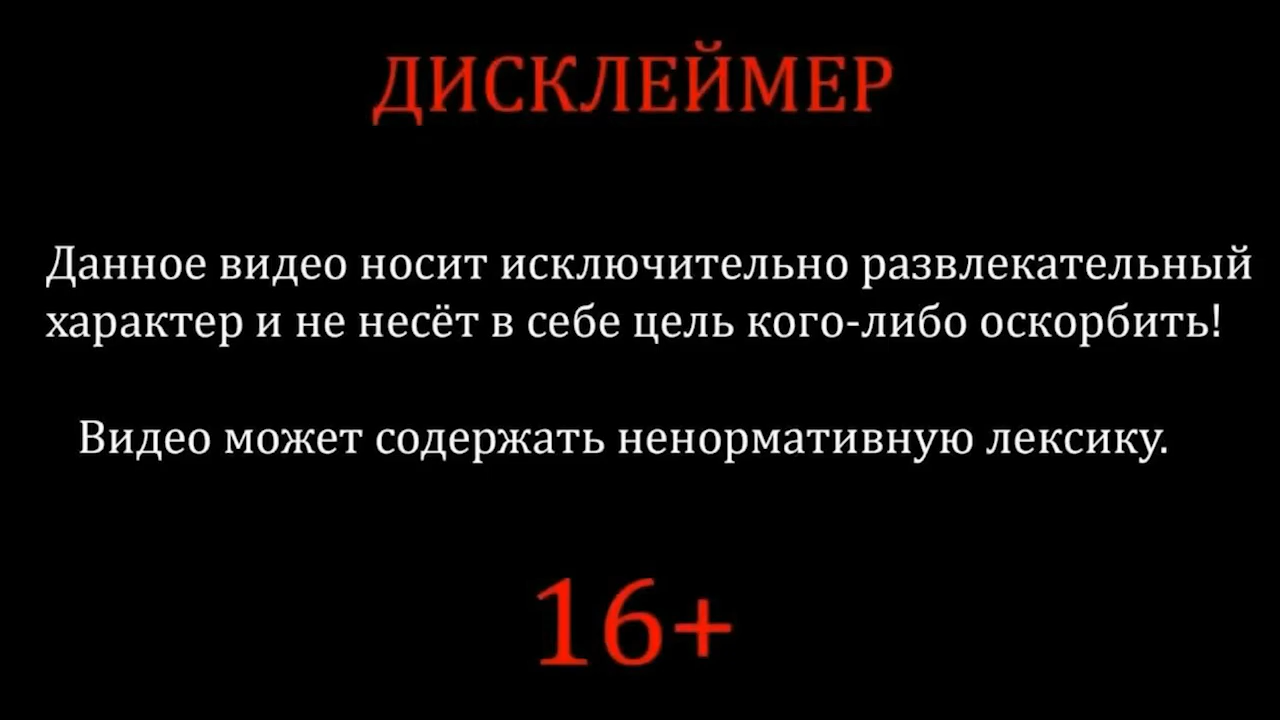 ДИСКЛЕЙМЕР
Данное видео носит исключительно развлекательный
характер и не несёт в себе цель кого-либо оскорбить!
Видео может содержать ненормативную лексику.
16+